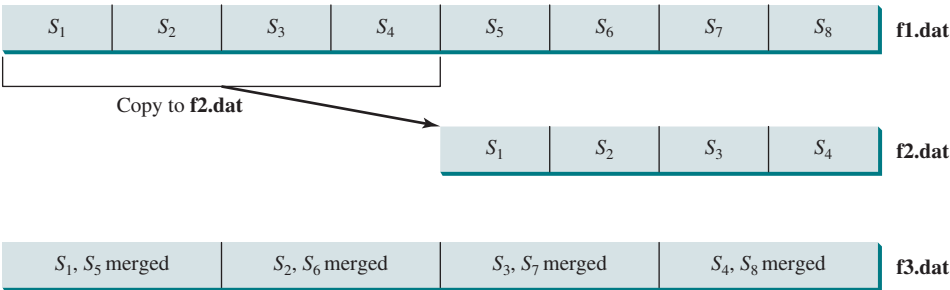 S1 S2 S3 S4 S5 S6 S7 S8 f1.dat
Copy to f2.dat
S1 S2 S3 S4 f2.dat
S1, S5 merged S2, S6 merged S3, S7 merged S4, S8 merged f3.dat